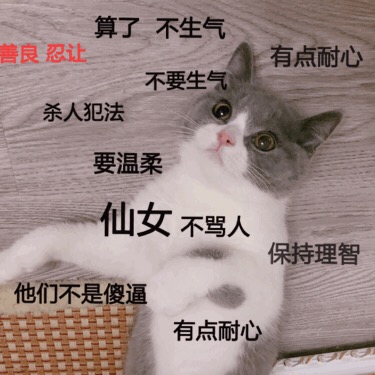 算了 不生气
善良 忍让
有点耐心
不要生气
杀人犯法
要温柔
仙女 不骂人
保持理智
他们不是傻逼
有点耐心